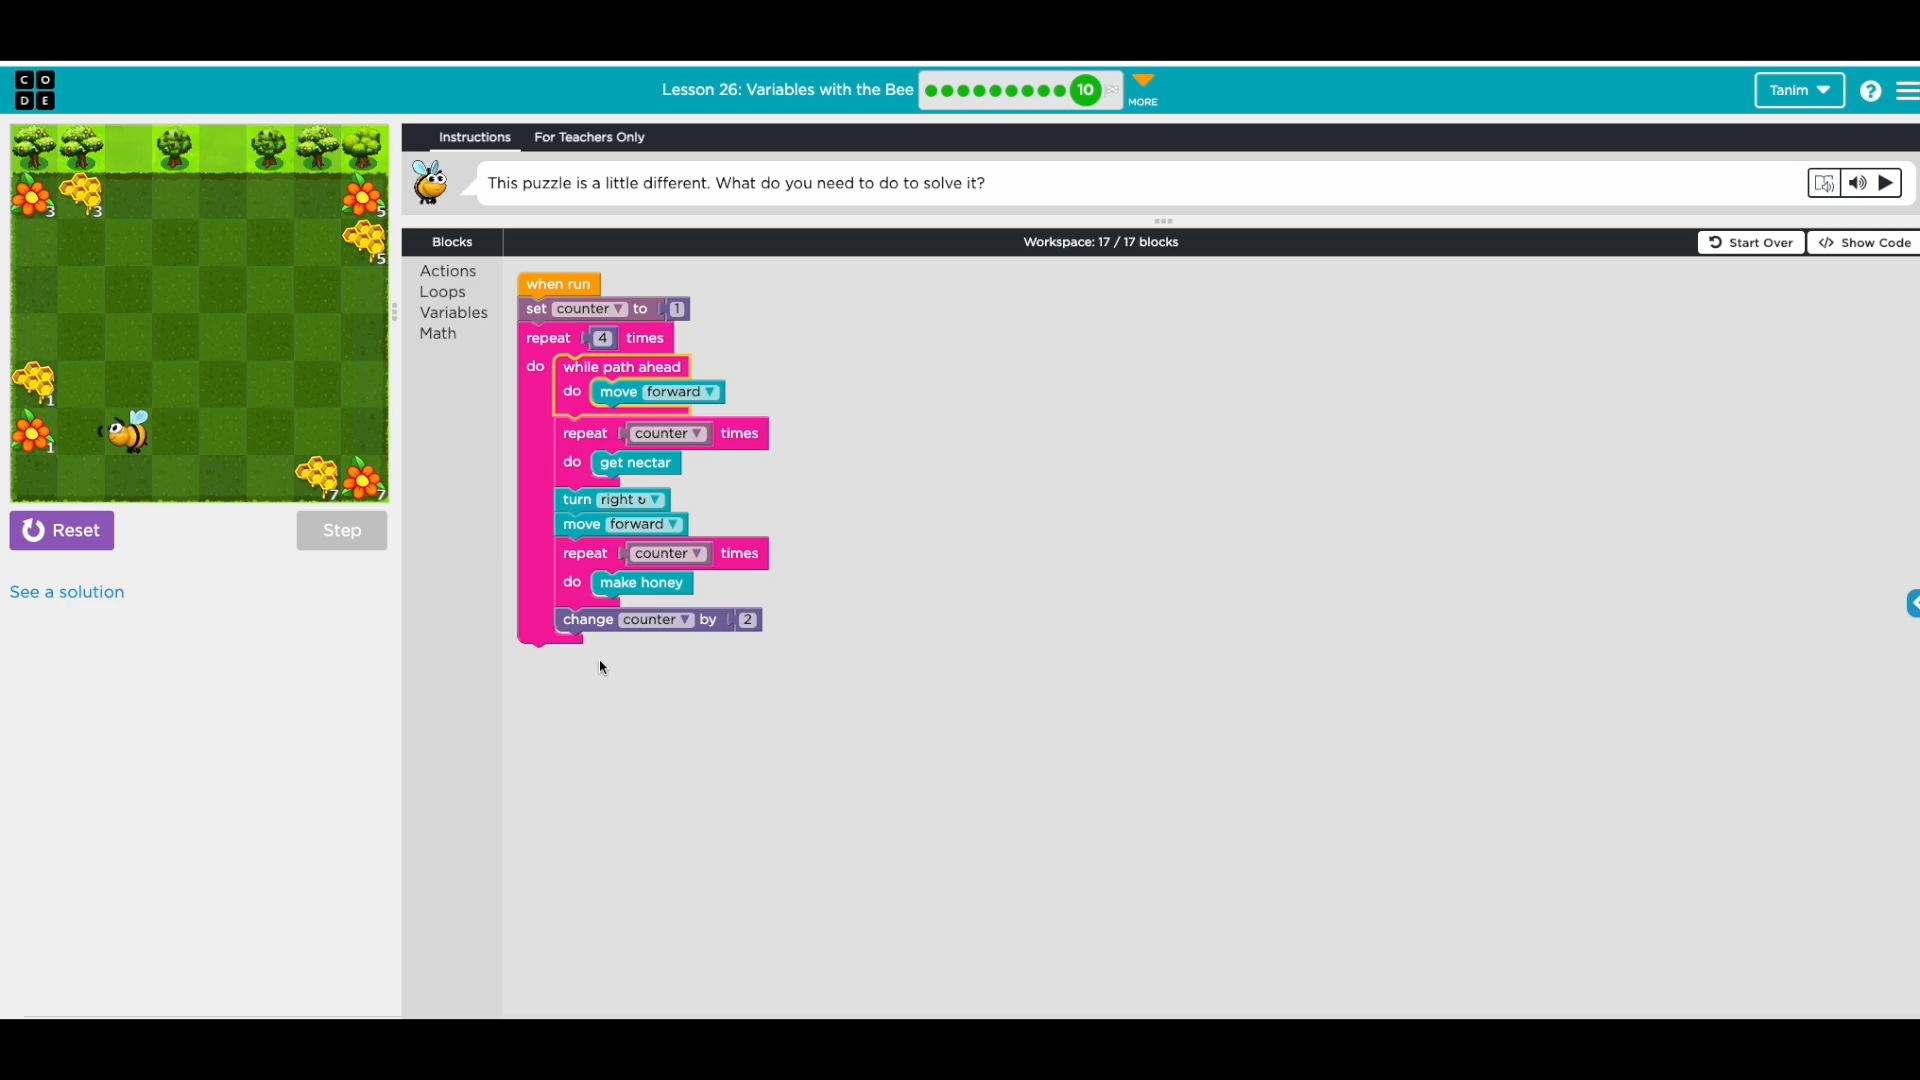 C O
D E
Lesson 26: Variables with the Bee
10
MORE
Tanim
?
3
3
5
5
1
1
7
7
Reset
Step
See a solution
Instructions
For Teachers Only
This puzzle is a little different. What do you need to do to solve it?
Blocks
Workspace: 17 / 17 blocks
Start Over
</> Show Code
Actions
Loops
Variables
Math
when run
set counter to 1
repeat 4 times
do while path ahead
do move forward
repeat counter times
do get nectar
turn right
move forward
repeat counter times
do make honey
change counter by 2